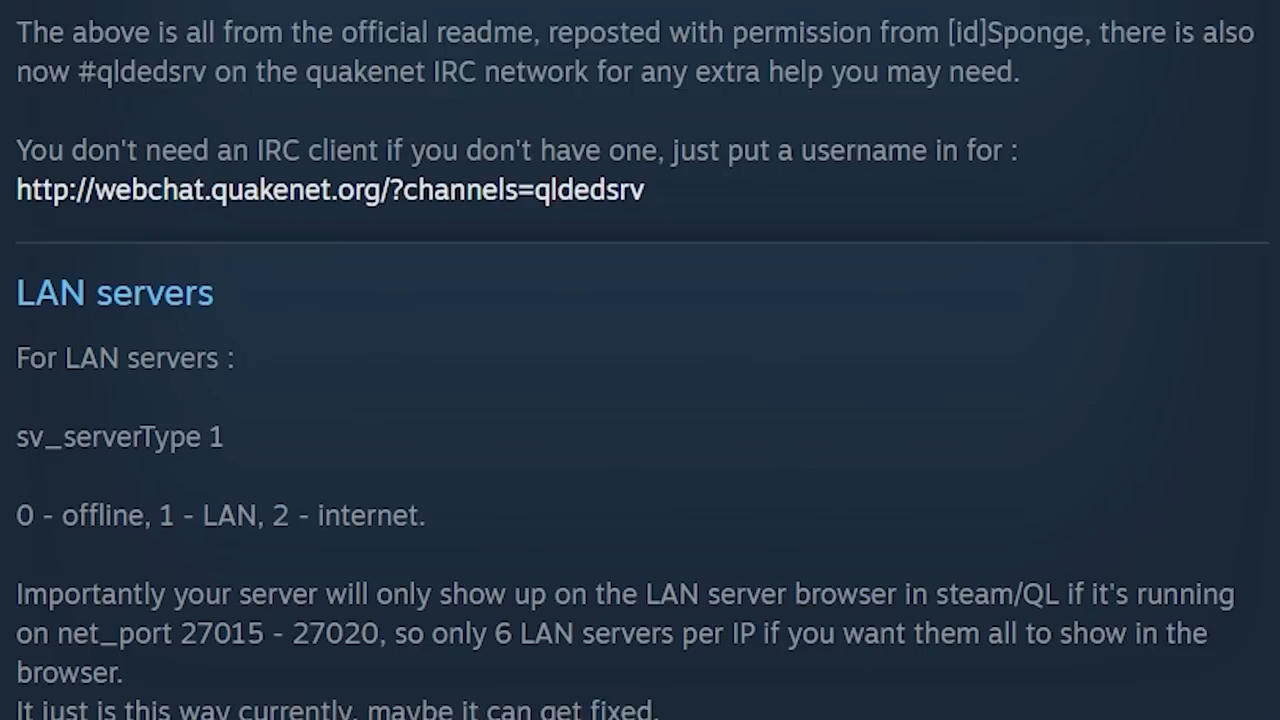 The above is all from the official readme, reposted with permission from [id]Sponge, there is also
now #qldedsrv on the quakenet IRC network for any extra help you may need.
You don't need an IRC client if you don't have one, just put a username in for :
http://webchat.quakenet.org/?channels=qldedsrv
LAN servers
For LAN servers :
sv_serverType 1
0 - offline, 1 - LAN, 2 - internet.
Importantly your server will only show up on the LAN server browser in steam/QL if it's running
on net_port 27015 - 27020, so only 6 LAN servers per IP if you want them all to show in the
browser.
It just is this way currently, maybe it can get fixed.